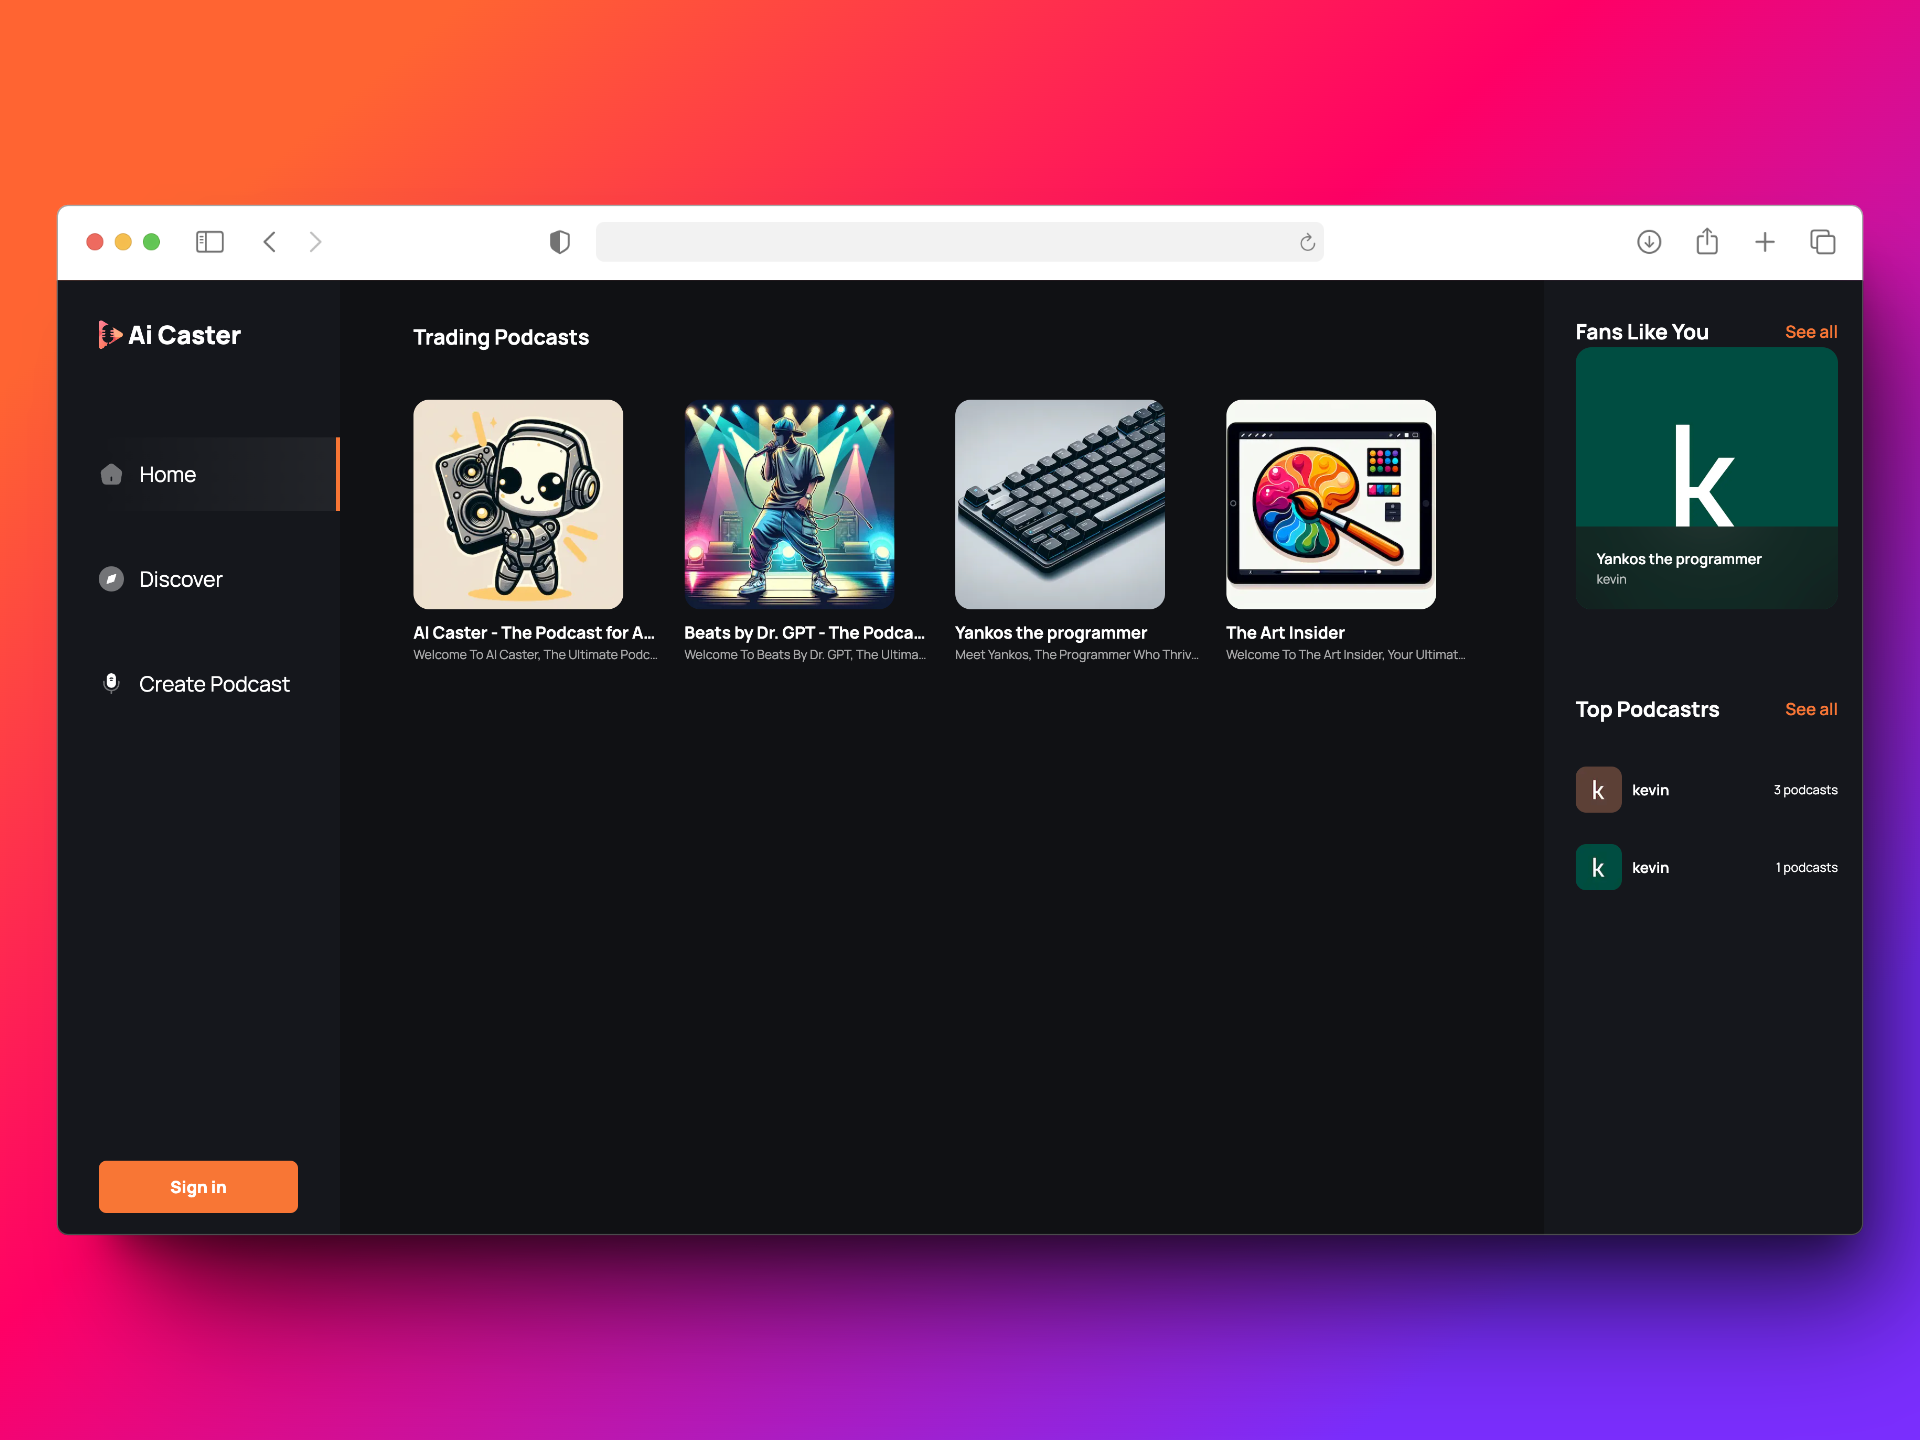 Ai Caster
Home
Discover
Create Podcast
Sign in
Trading Podcasts
AI Caster - The Podcast for A...
Welcome To AI Caster, The Ultimate Podc...
Beats by Dr. GPT - The Podca...
Welcome To Beats By Dr. GPT, The Ultima...
Yankos the programmer
Meet Yankos, The Programmer Who Thriv...
The Art Insider
Welcome To The Art Insider, Your Ultimat...
Fans Like You
See all
k
Yankos the programmer
kevin
Top Podcastrs
See all
k
kevin
3 podcasts
k
kevin
1 podcasts